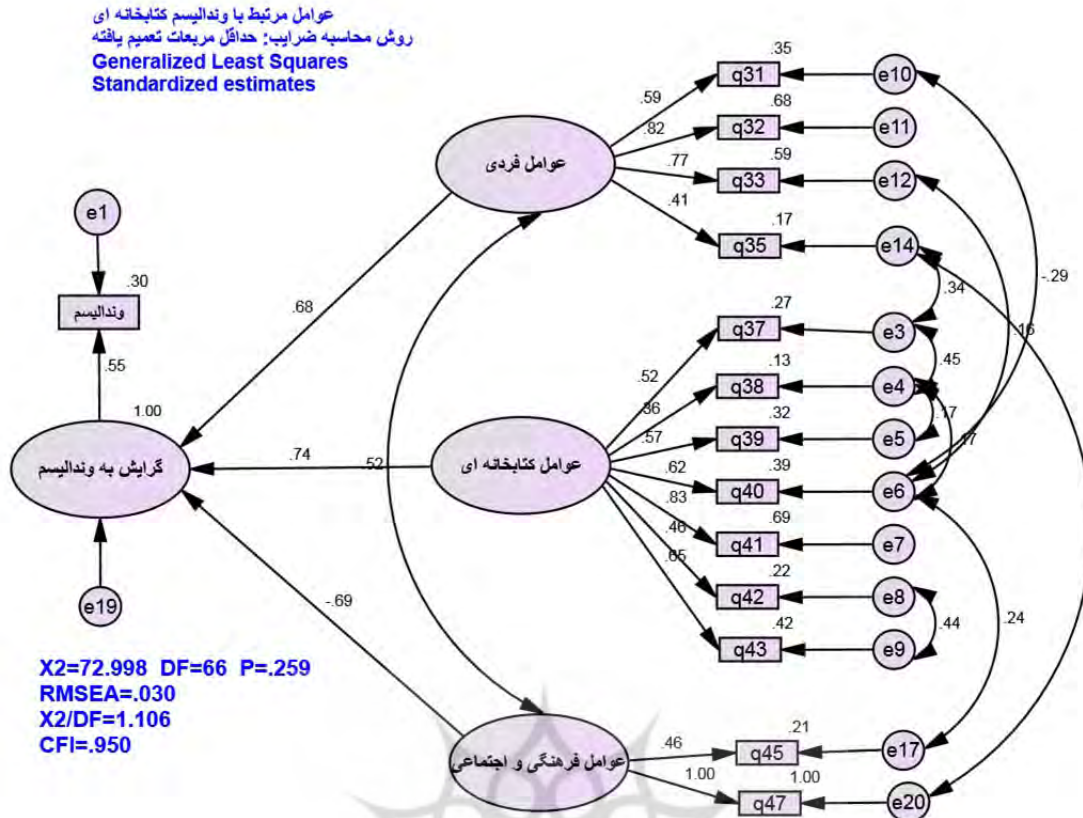 عوامل مرتبط با وندالیسم کتابخانه ای
روش محاسبه ضرایب: حداقل مربعات تعمیم یافته
Generalized Least Squares
Standardized estimates
e1
.30
وندالیسم
.55
1.00
گرایش به وندالیسم
e19
.68
.74
-.69
.52
عوامل فردی
.59
.82
.77
.41
.35
q31
e10
.68
q32
e11
.59
q33
e12
.17
q35
e14
عوامل کتابخانه ای
.52
.36
.57
.62
.83
.46
.65
.27
q37
e3
.13
q38
e4
.32
q39
e5
.39
q40
e6
.69
q41
e7
.22
q42
e8
.42
q43
e9
-.29
.34
.16
.45
.17
.17
.44
.24
عوامل فرهنگی و اجتماعی
.46
1.00
.21
q45
e17
1.00
q47
e20
X2=72.998 DF=66 P=.259
RMSEA=.030
X2/DF=1.106
CFI=.950